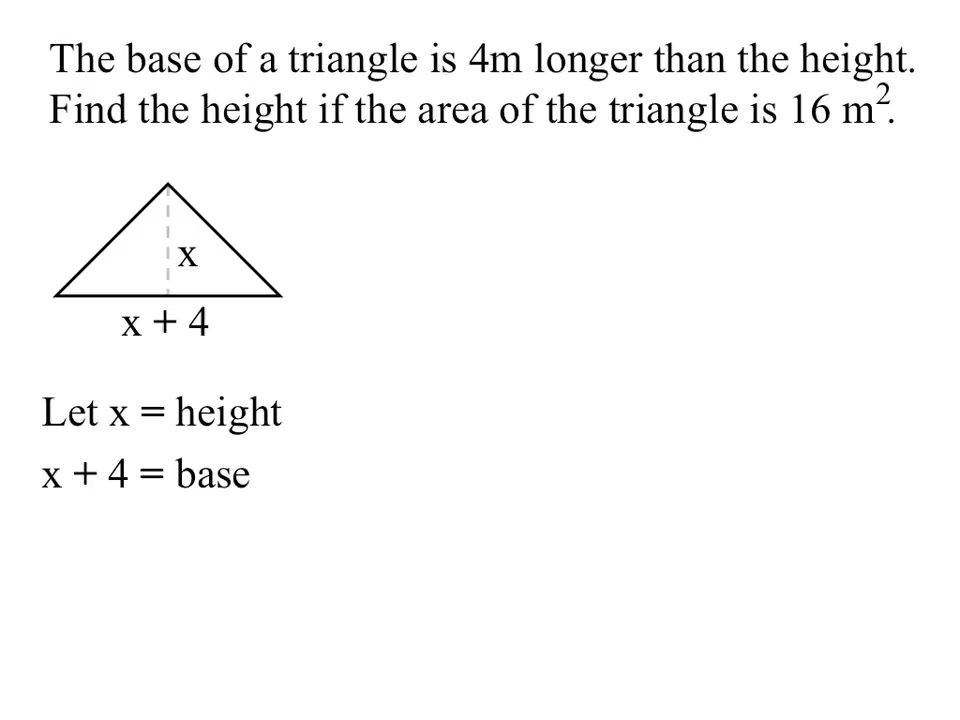 The base of a triangle is 4m longer than the height.
Find the height if the area of the triangle is 16 m².
x
x + 4
Let x = height
x + 4 = base